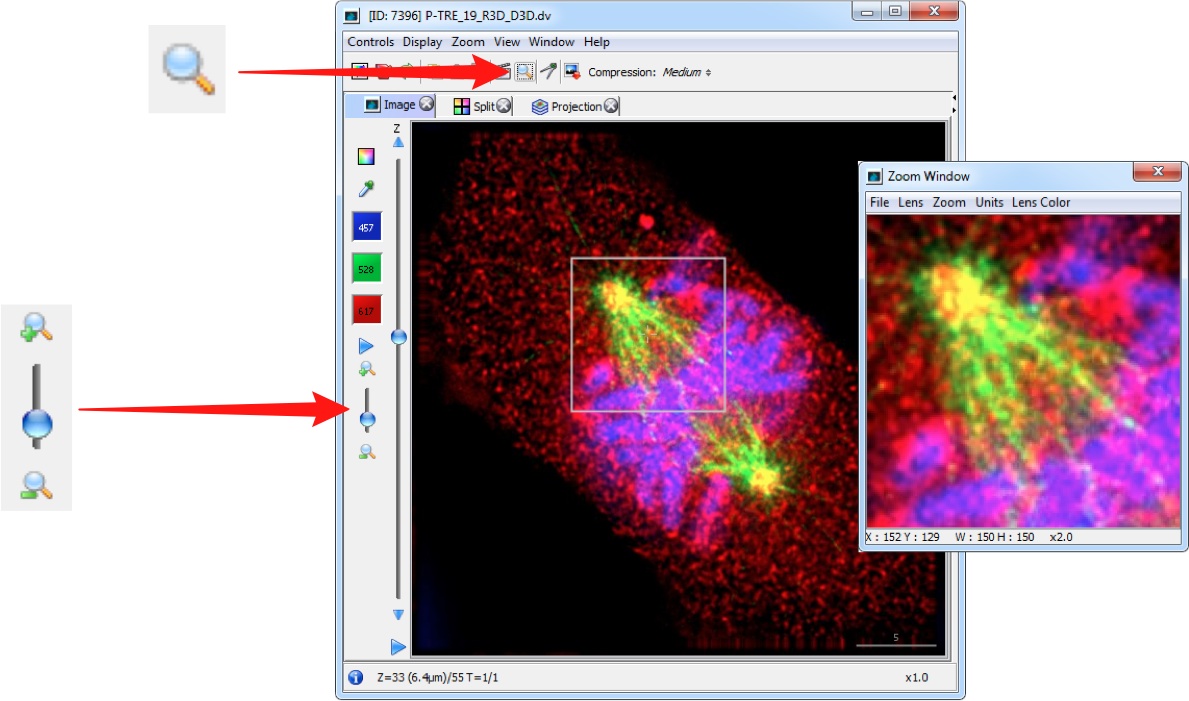 [ID: 7396] P-TRE_19_R3D_D3D.dv
Controls Display Zoom View Window Help
Compression: Medium
Image Split Projection
Z
457
528
617
5
Z=33 (6.4µm)/55 T=1/1
x1.0
Zoom Window
File Lens Zoom Units Lens Color
X : 152 Y : 129 W : 150 H : 150 x2.0